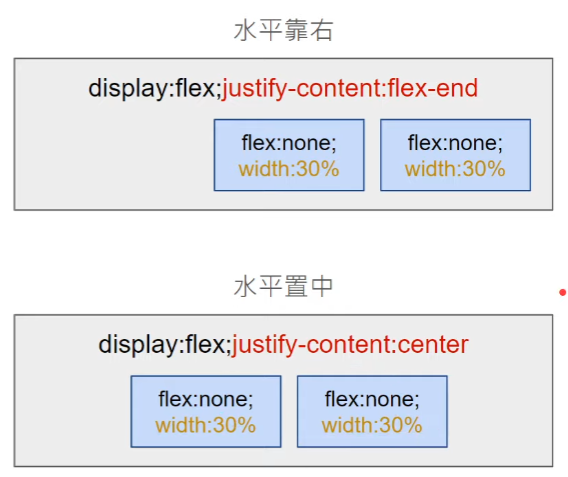 水平靠右
display:flex;justify-content:flex-end
flex:none;
width:30%
flex:none;
width:30%
水平置中
display:flex;justify-content:center
flex:none;
width:30%
flex:none;
width:30%